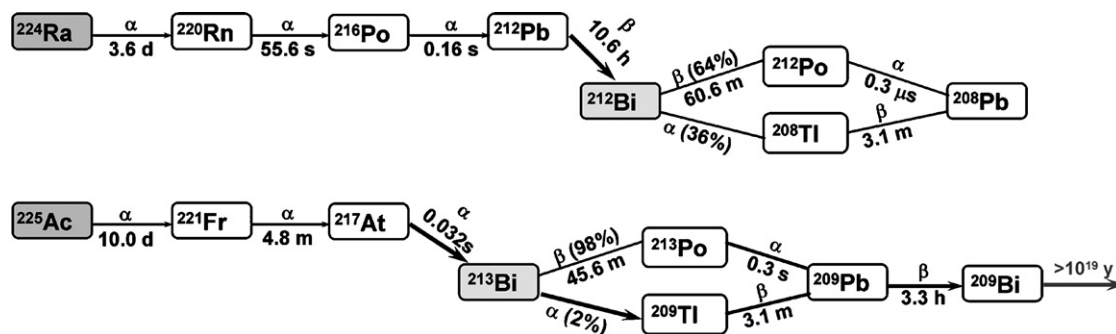 ²²⁴Ra α 3.6 d ²²⁰Rn α 55.6 s ²¹⁶Po α 0.16 s ²¹²Pb β 10.6 h
²¹²Bi
β (64%) 60.6 m ²¹²Po α 0.3 μs
α (36%) ²⁰⁸Tl β 3.1 m
²⁰⁸Pb
²²⁵Ac α 10.0 d ²²¹Fr α 4.8 m ²¹⁷At α 0.032s
²¹³Bi
β (98%) 45.6 m ²¹³Po α 0.3 s
α (2%) ²⁰⁹Tl β 3.1 m
²⁰⁹Pb β 3.3 h ²⁰⁹Bi >10¹⁹ y